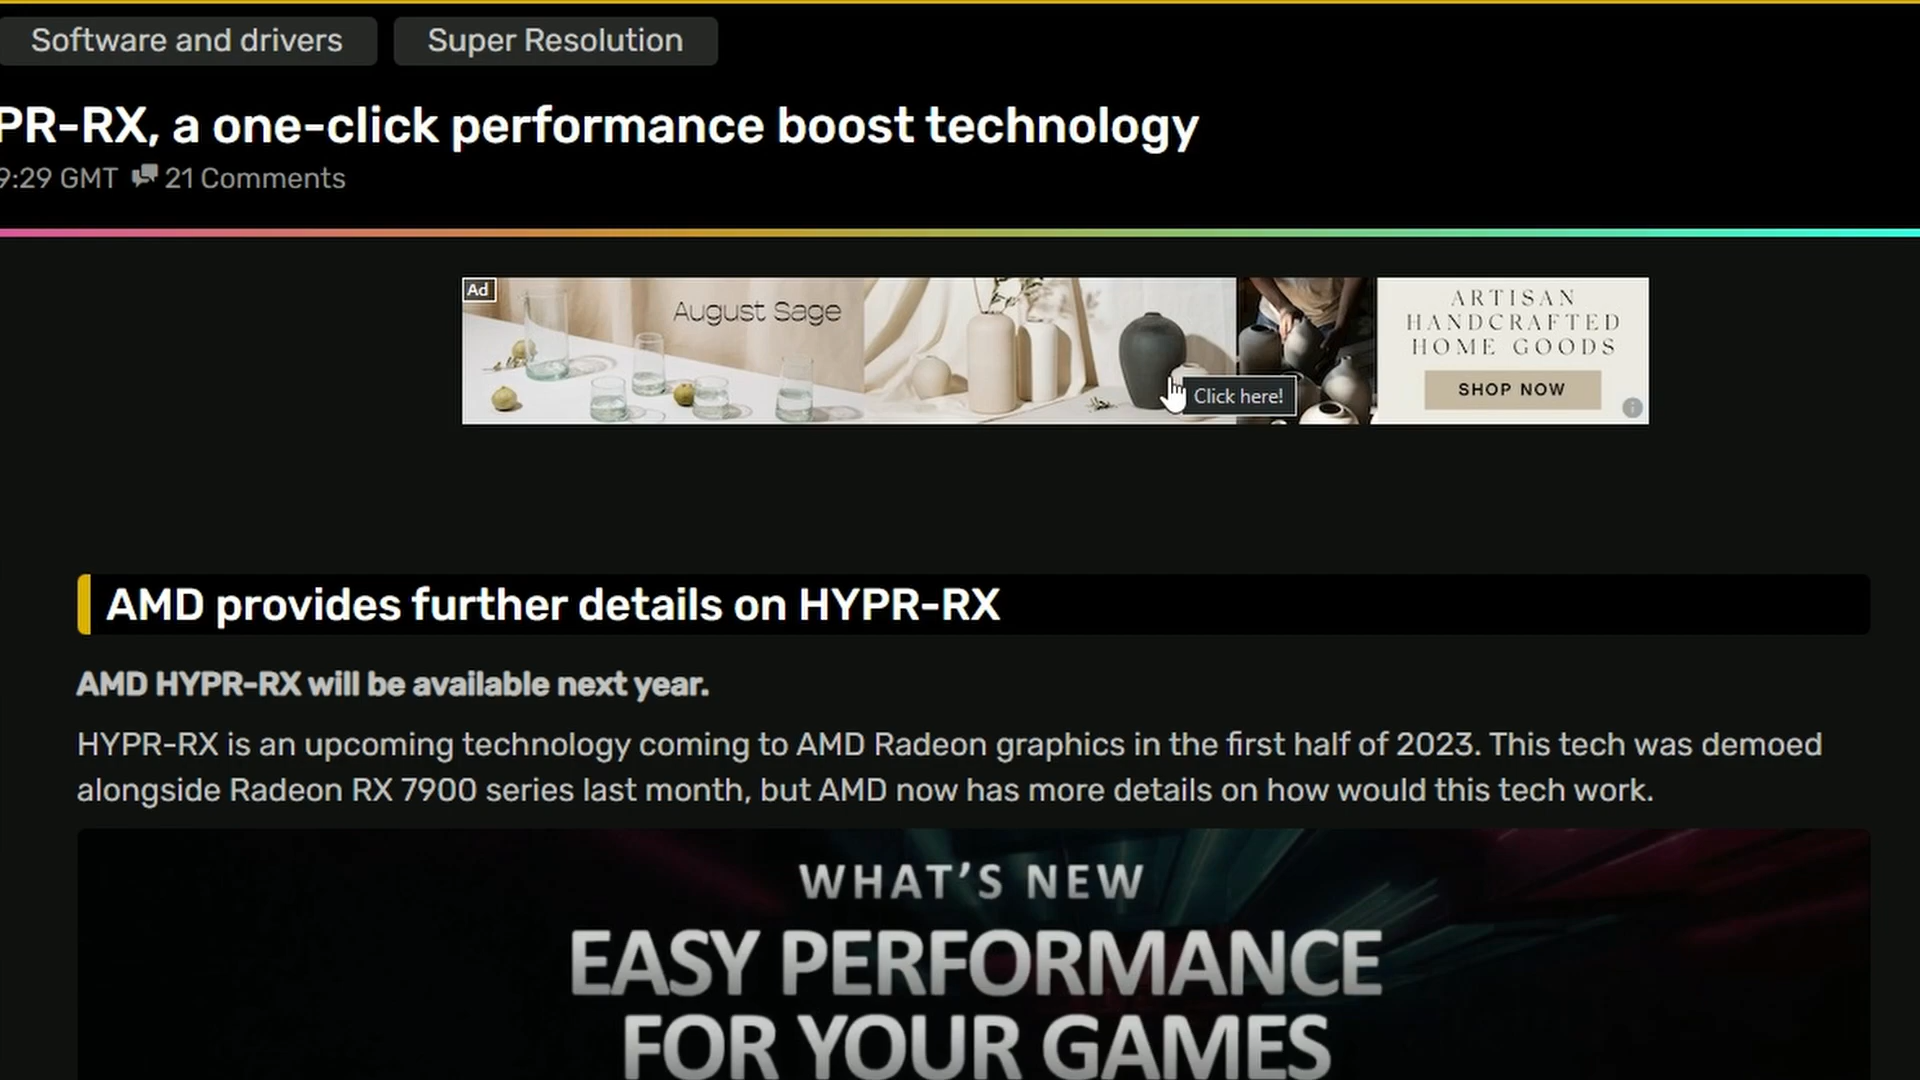 Software and drivers
Super Resolution
PR-RX, a one-click performance boost technology
9:29 GMT 21 Comments
Ad
August Sage
ARTISAN
HANDCRAFTED
HOME GOODS
SHOP NOW
Click here!
AMD provides further details on HYPR-RX
AMD HYPR-RX will be available next year.
HYPR-RX is an upcoming technology coming to AMD Radeon graphics in the first half of 2023. This tech was demoed
alongside Radeon RX 7900 series last month, but AMD now has more details on how would this tech work.
WHAT'S NEW
EASY PERFORMANCE
FOR YOUR GAMES